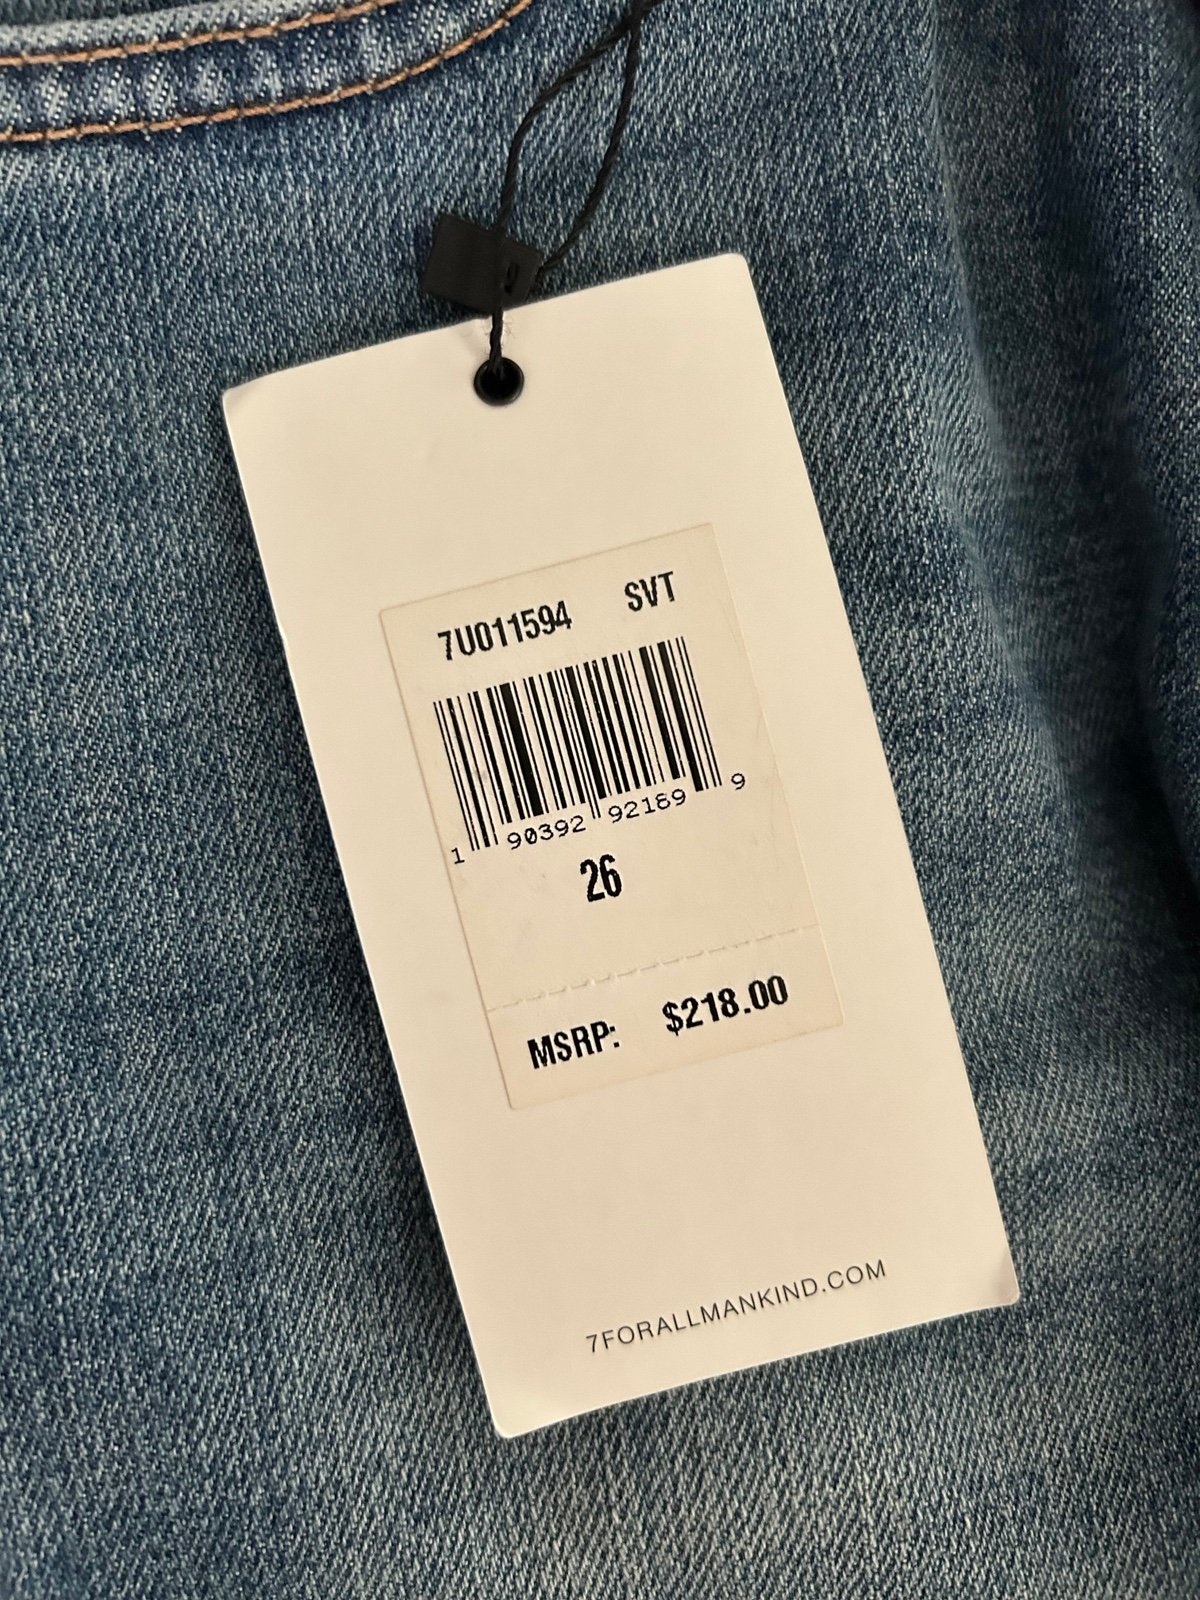 7U011594 SVT
1 90392 92189 9
26
MSRP: $218.00
7FORALLMANKIND.COM